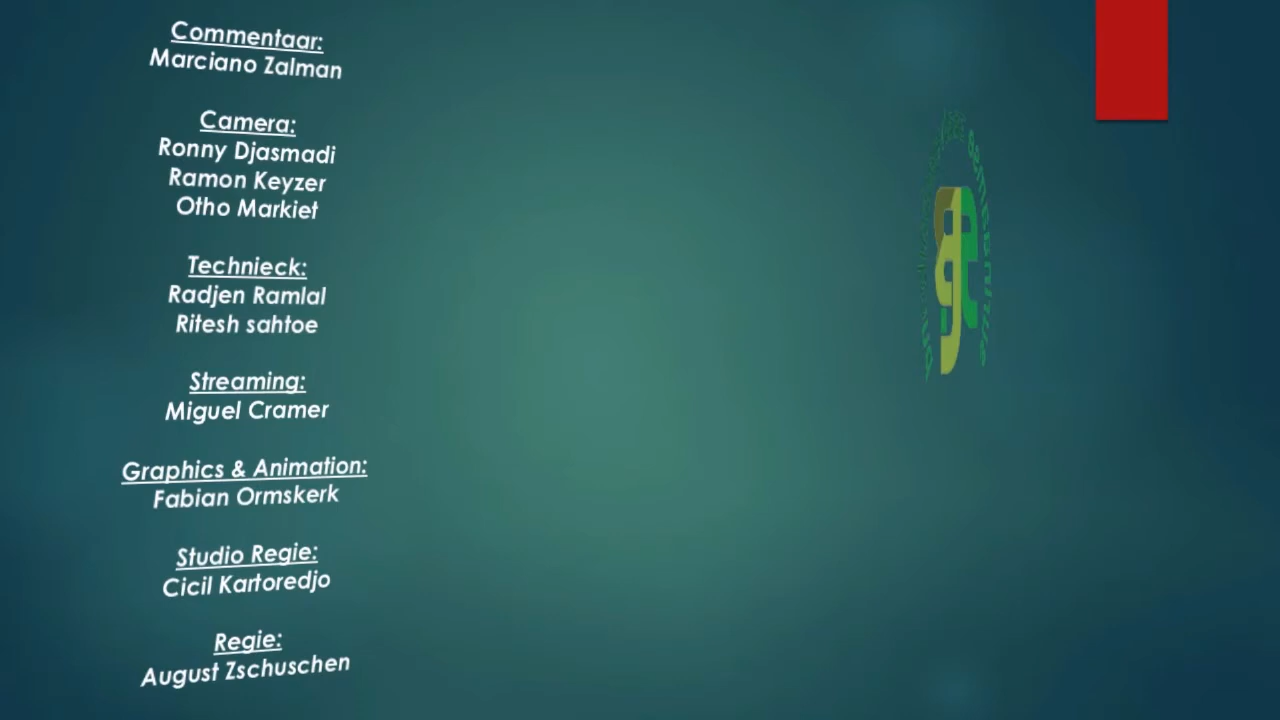 Commentaar:
Marciano Zalman
Camera:
Ronny Djasmadi
Ramon Keyzer
Otho Markiet
Technieck:
Radjen Ramlal
Ritesh sahtoe
Streaming:
Miguel Cramer
Graphics & Animation:
Fabian Ormskerk
Studio Regie:
Cicil Kartoredjo
Regie:
August Zschuschen